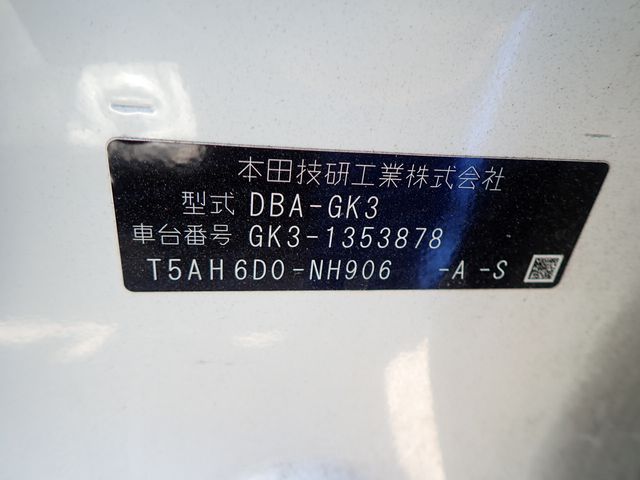 本田技研工業株式会社
型式 DBA-GK3
車台番号 GK3-1353878
T5AH6D0-NH906 -A -S